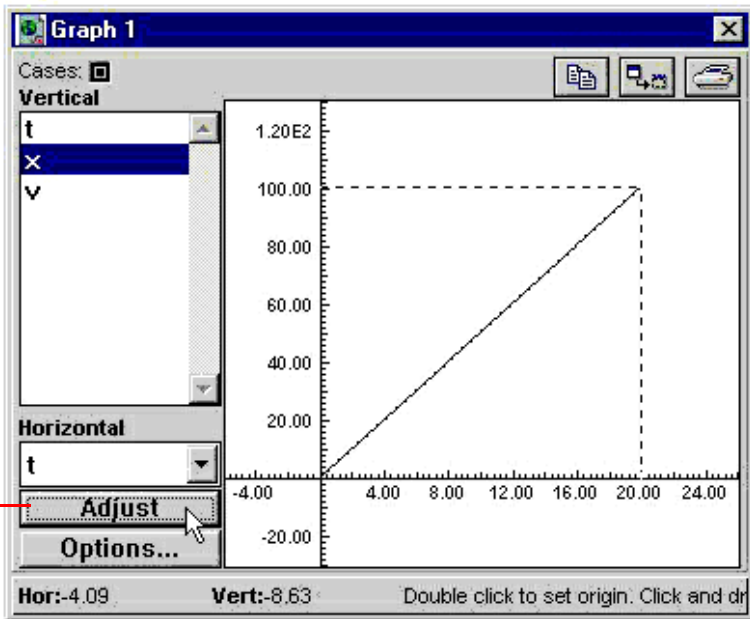 Graph 1
Cases:
Vertical
t
x
v
Horizontal
t
Adjust
Options...
1.20E2
100.00
80.00
60.00
40.00
20.00
-4.00 4.00 8.00 12.00 16.00 20.00 24.00
-20.00
Hor:-4.09 Vert:-8.63 Double click to set origin. Click and dr